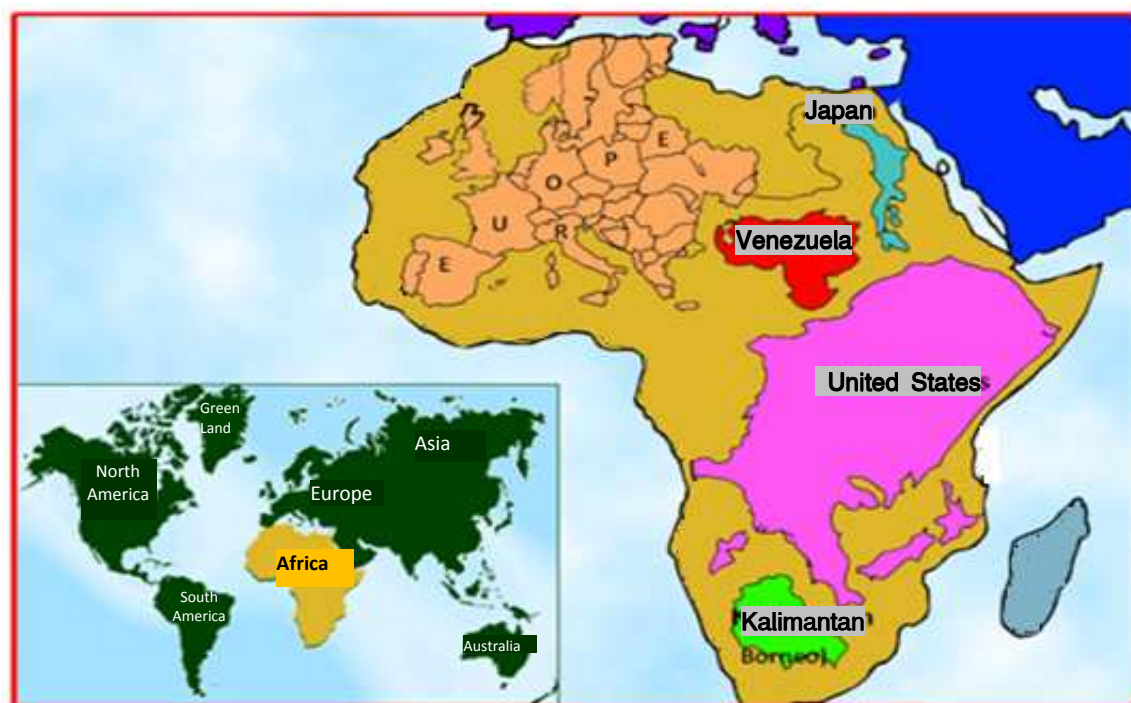 Japan
E
P
O
U
R
E
Venezuela
United States
Kalimantan
Borneo)
Green
Land
Asia
North
America
Europe
Africa
South
America
Australia